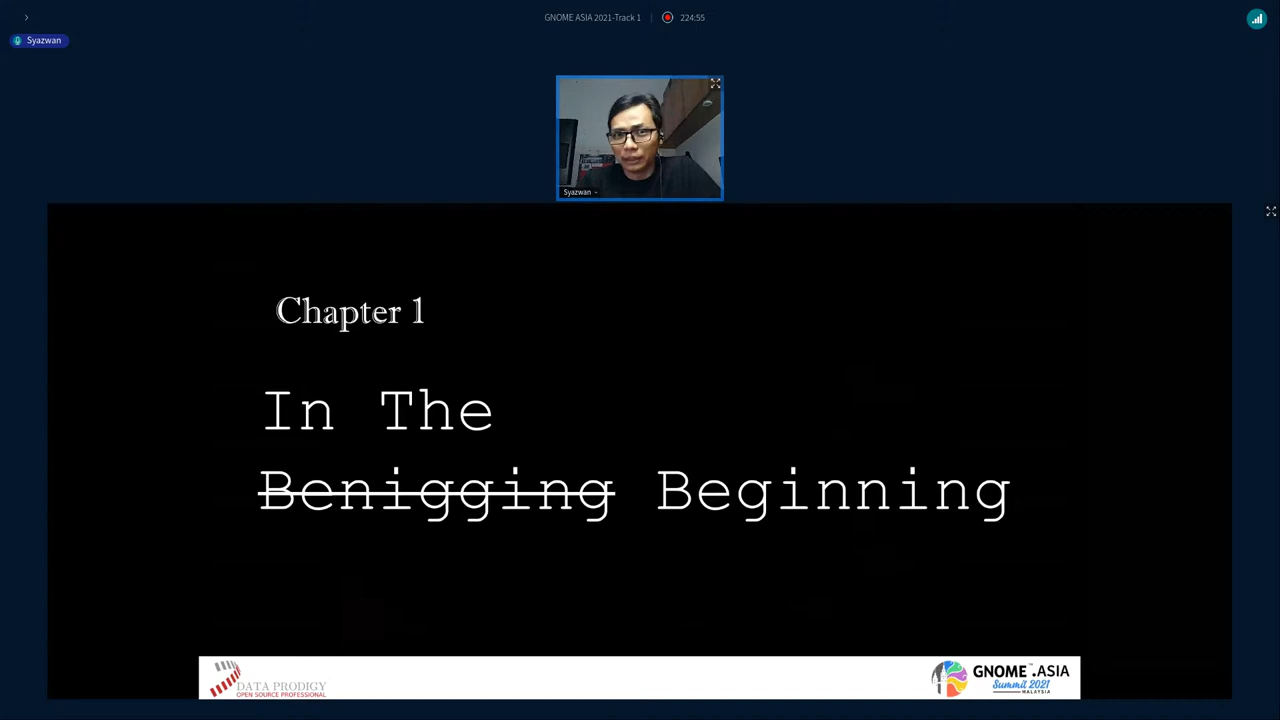 GNOME ASIA 2021-Track 1
224:55
Syazwan
Syazwan
Chapter 1
In The
Benigging Beginning
DATA PRODIGY
OPEN SOURCE PROFESSIONAL
GNOME™.ASIA
Summit 2021
MALAYSIA